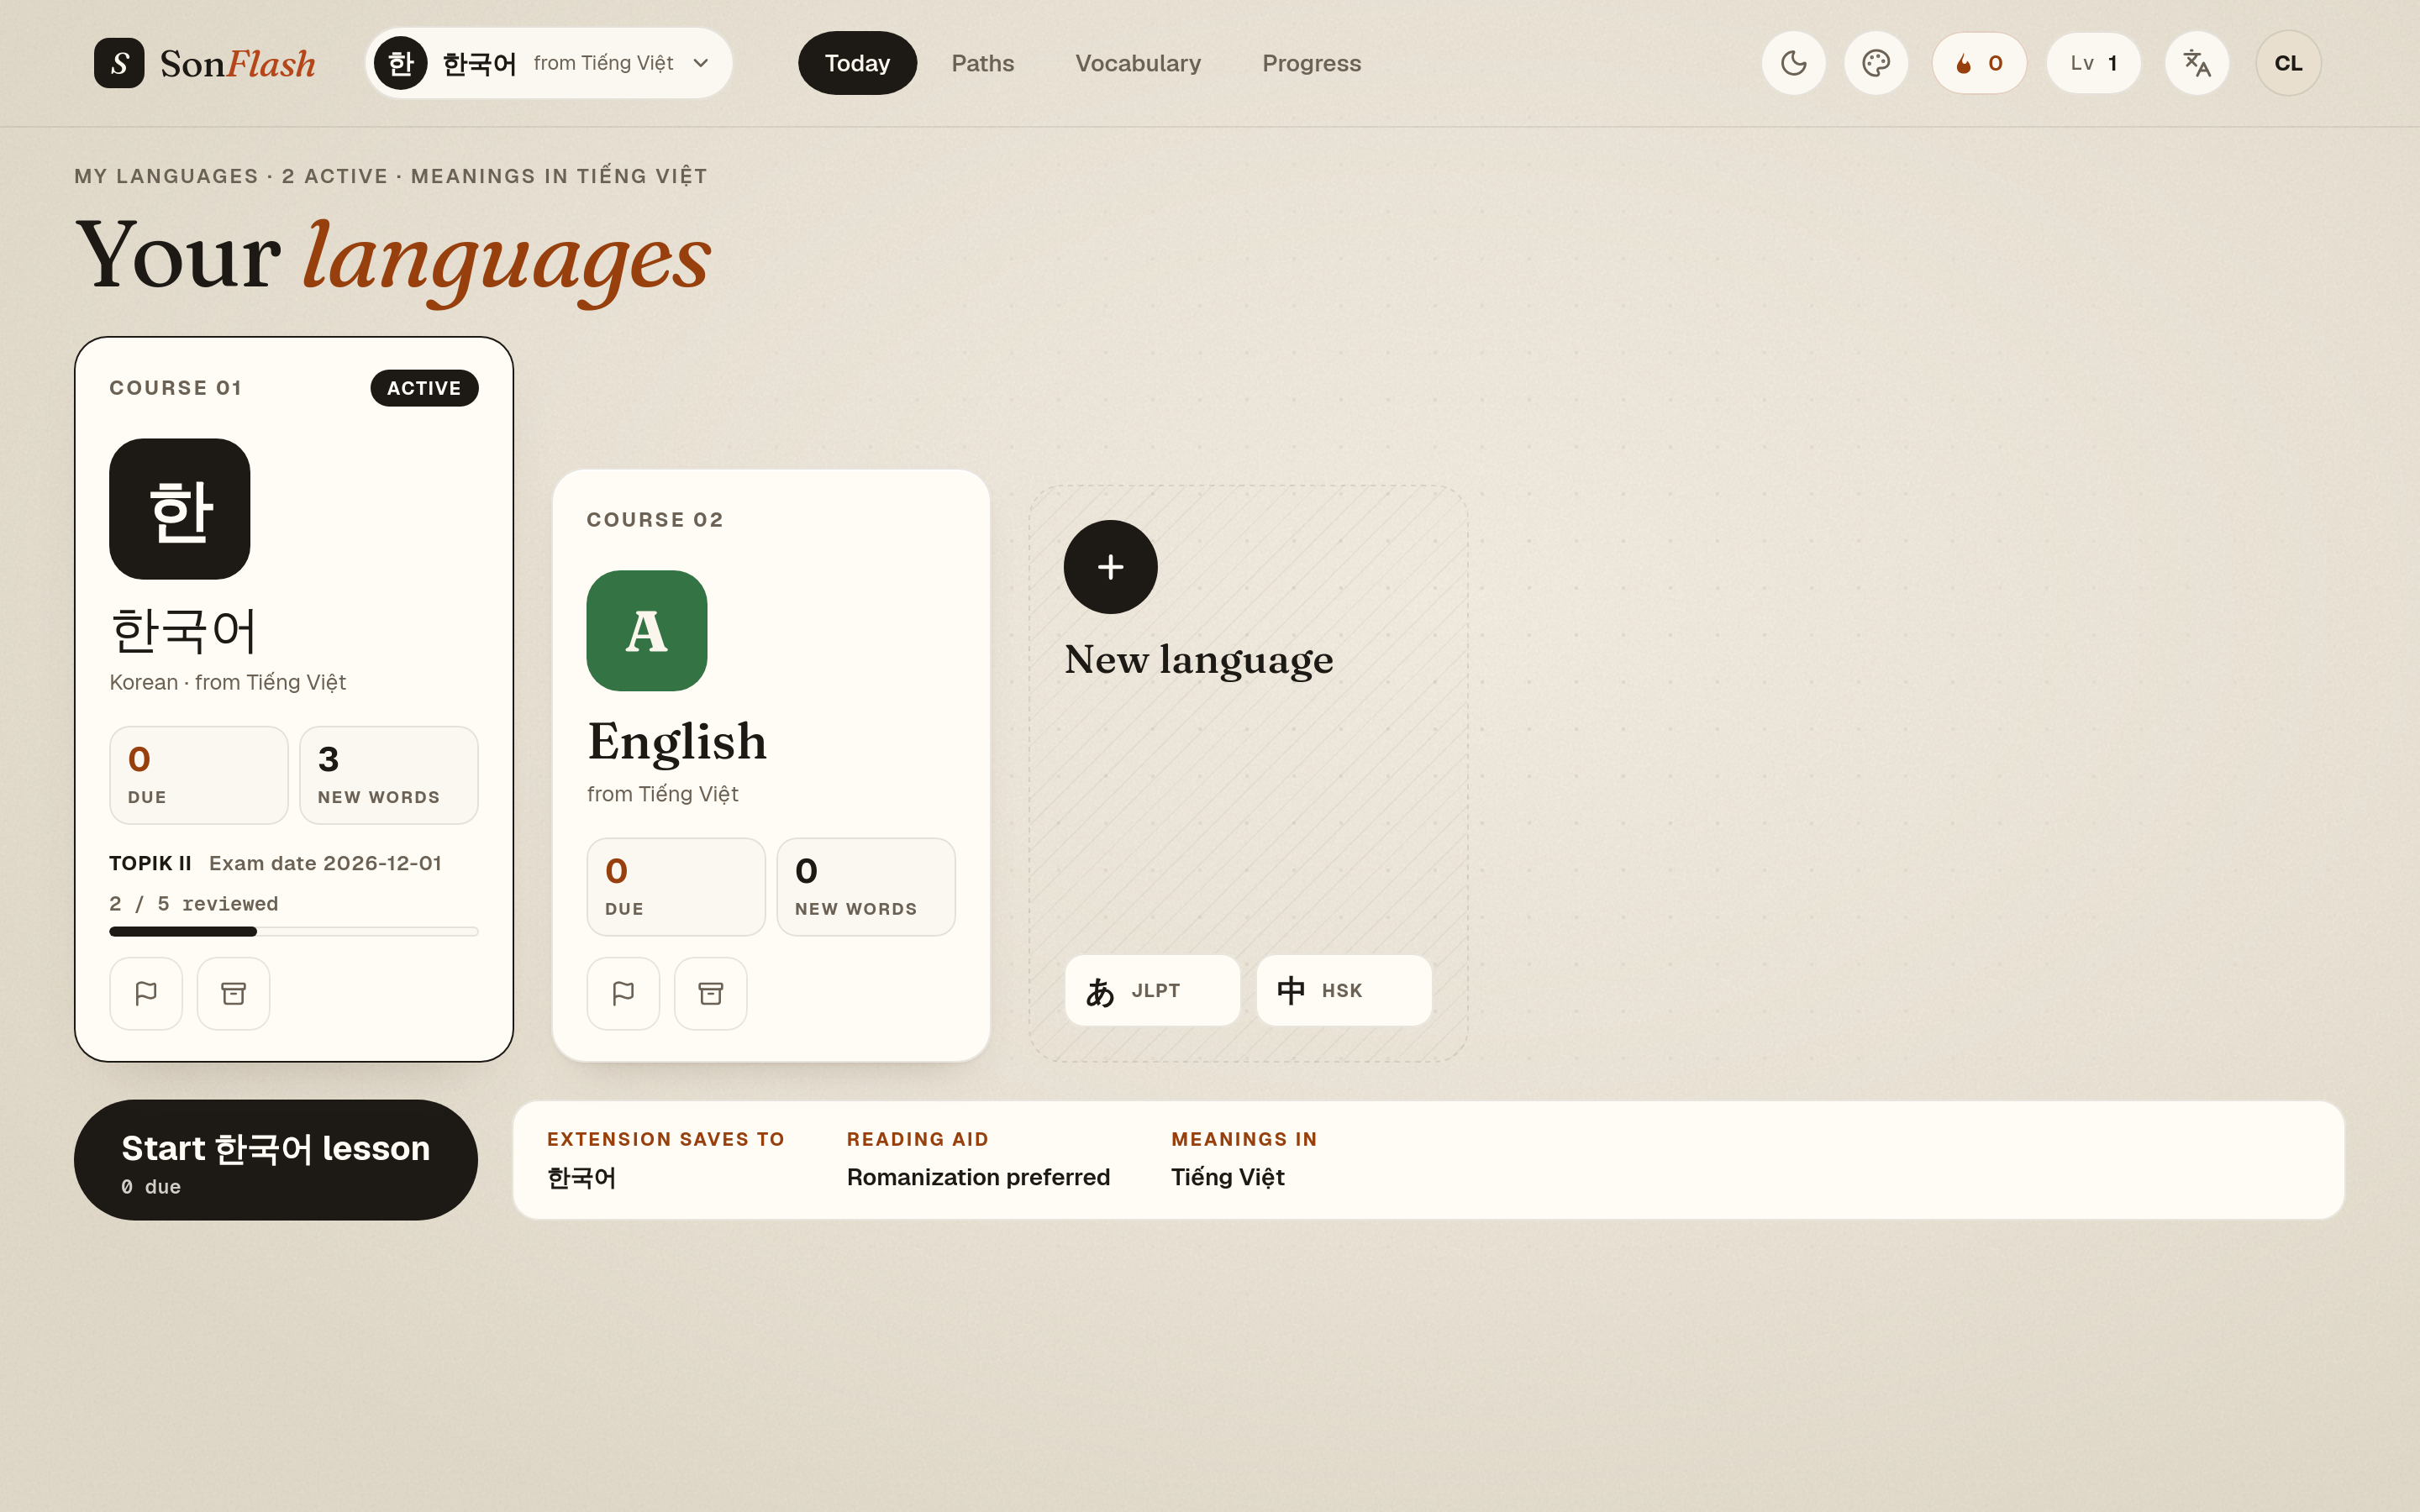 S SonFlash
한 한국어 from Tiếng Việt
Today Paths Vocabulary Progress
0 Lv 1 CL
MY LANGUAGES · 2 ACTIVE · MEANINGS IN TIẾNG VIỆT
Your languages
COURSE 01 ACTIVE
한
한국어
Korean · from Tiếng Việt
0 DUE
3 NEW WORDS
TOPIK II Exam date 2026-12-01
2 / 5 reviewed
COURSE 02
A
English
from Tiếng Việt
0 DUE
0 NEW WORDS
New language
あ JLPT
中 HSK
Start 한국어 lesson
0 due
EXTENSION SAVES TO
한국어
READING AID
Romanization preferred
MEANINGS IN
Tiếng Việt